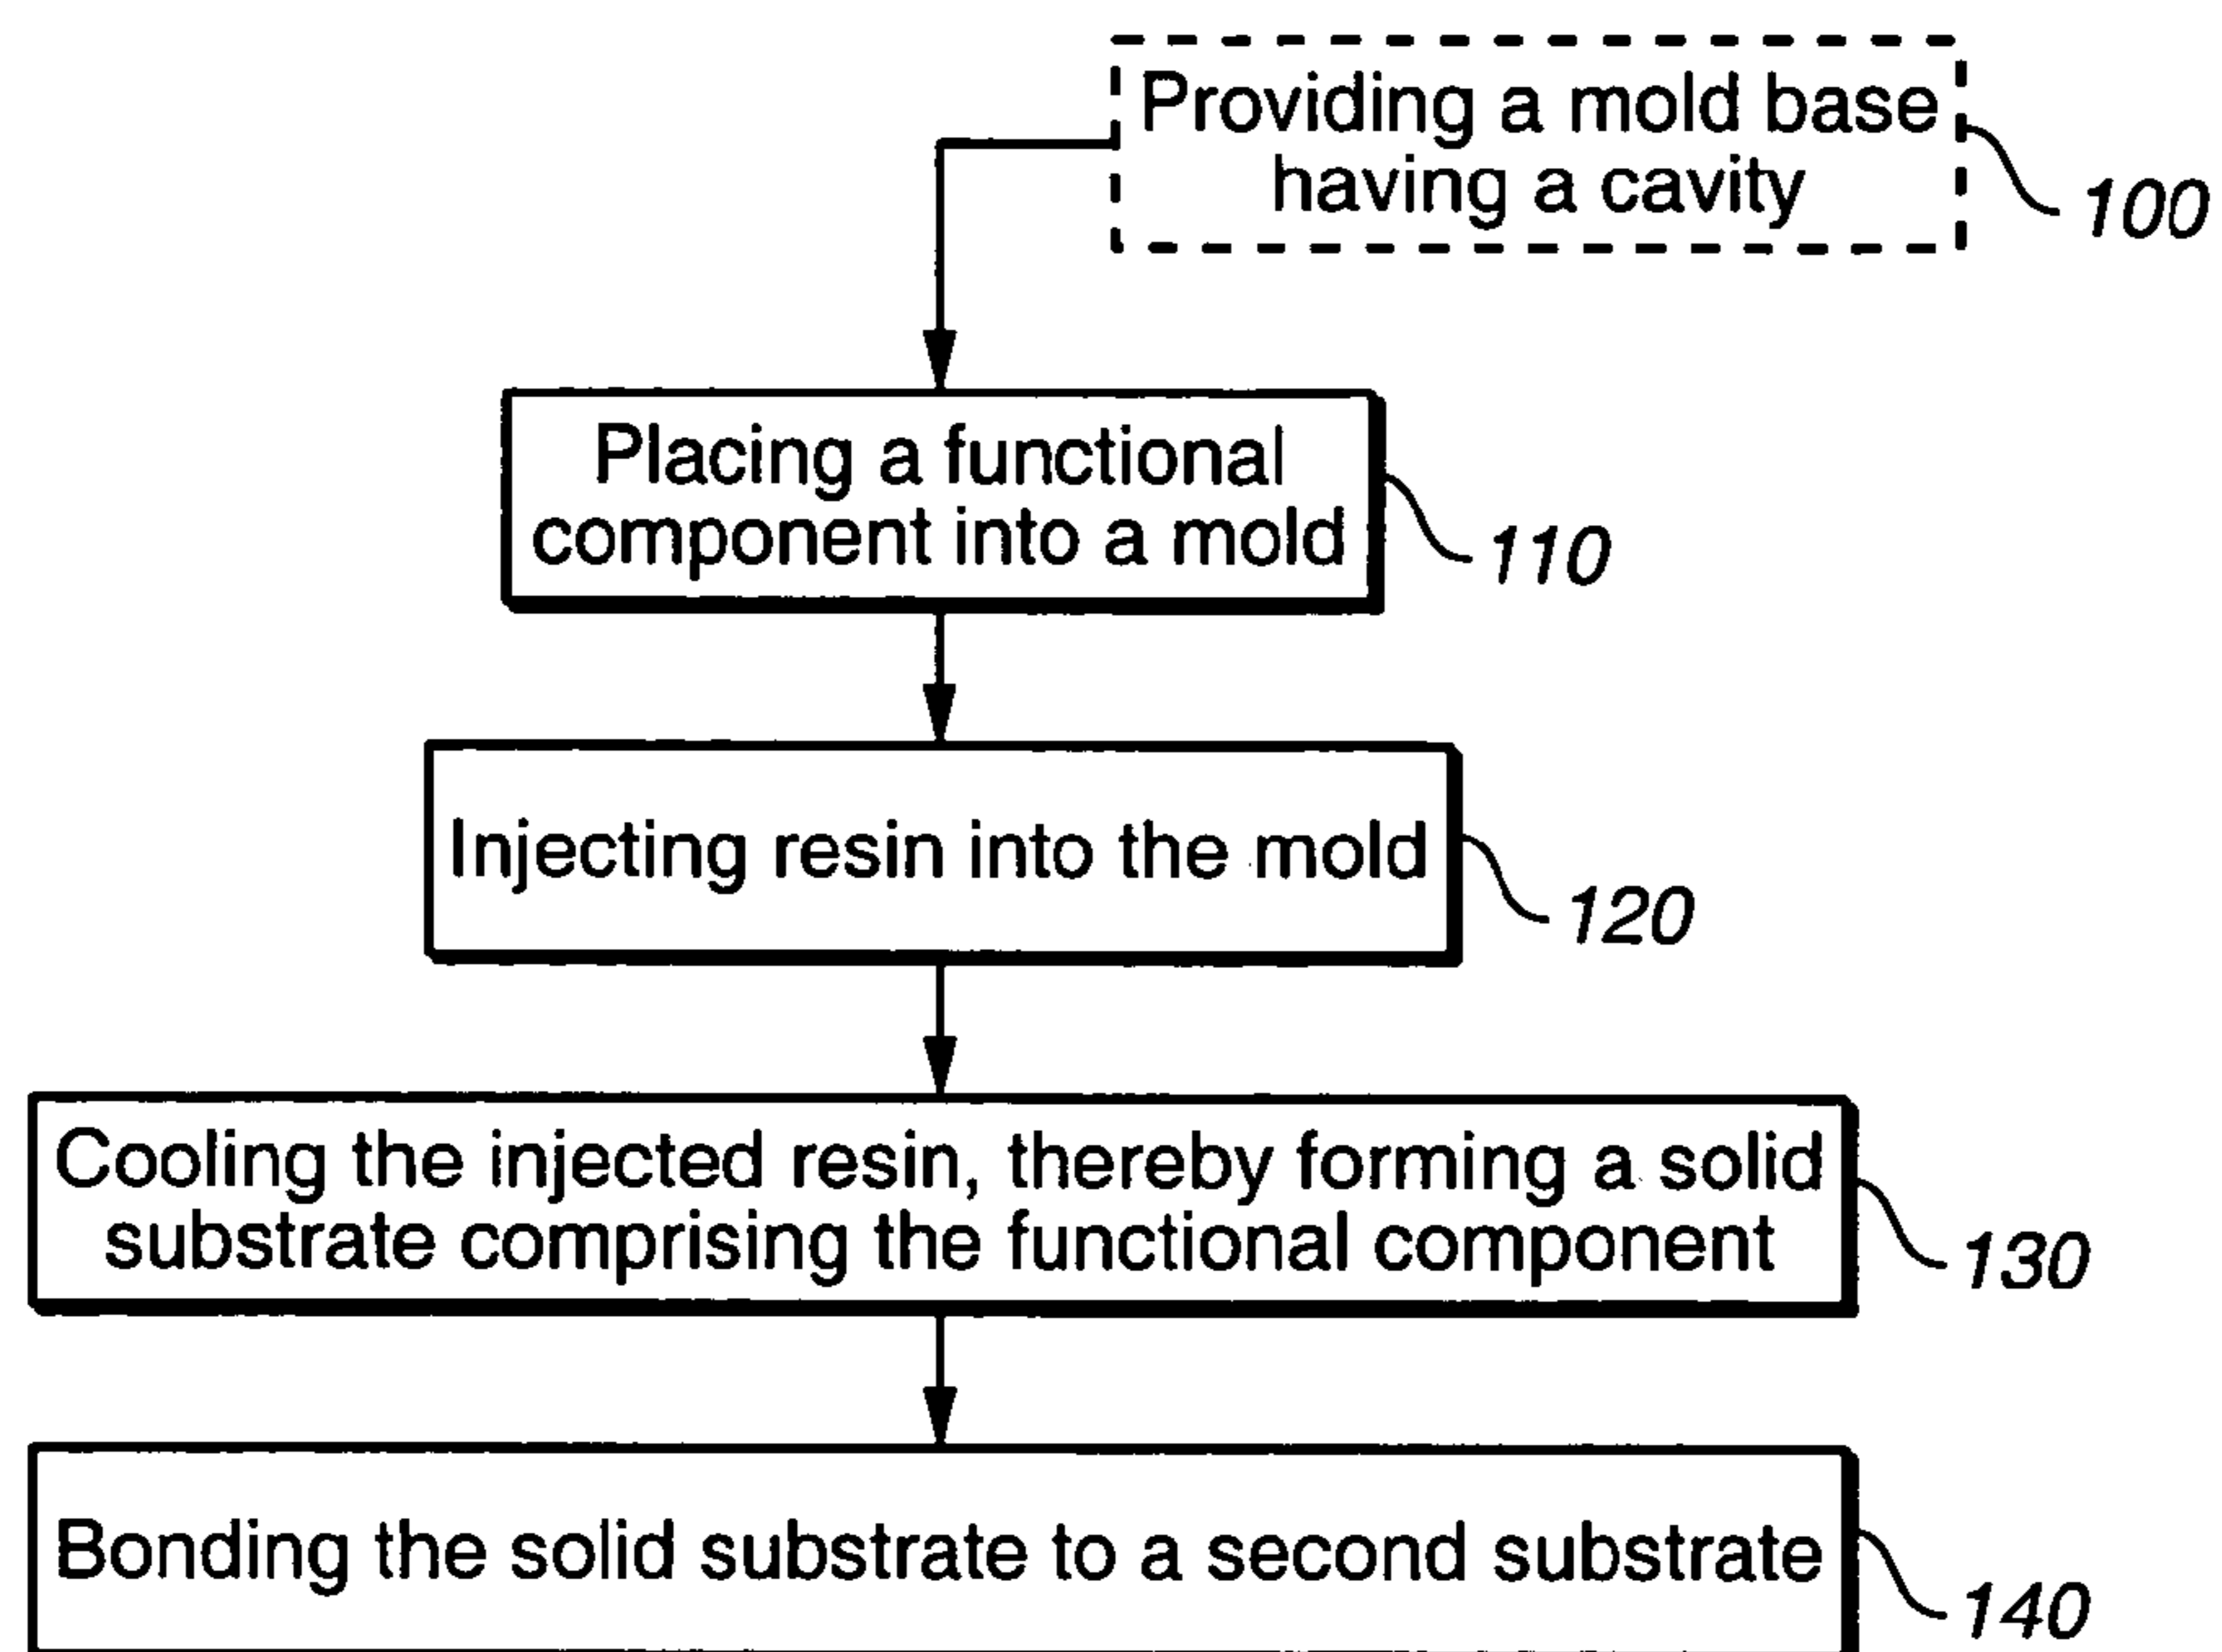 Providing a mold base
having a cavity
100
Placing a functional
component into a mold
110
Injecting resin into the mold
120
Cooling the injected resin, thereby forming a solid
substrate comprising the functional component
130
Bonding the solid substrate to a second substrate
140